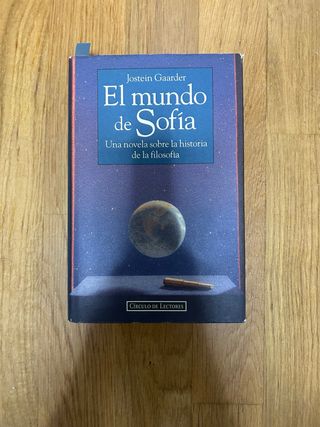 Jostein Gaarder
El mundo
de Sofía
Una novela sobre la historia
de la filosofía
CÍRCULO DE LECTORES